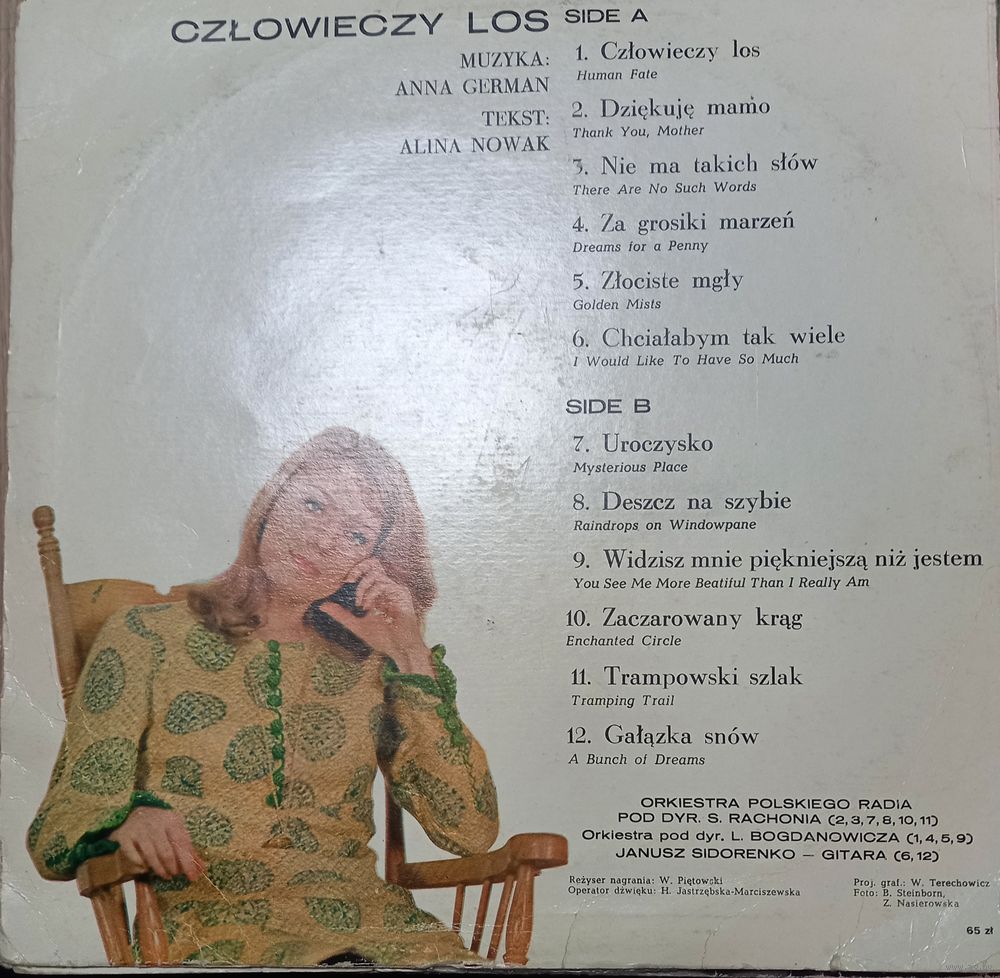 CZŁOWIECZY LOS
MUZYKA:
ANNA GERMAN
TEKST:
ALINA NOWAK
SIDE A
1. Człowieczy los
Human Fate
2. Dziękuję mamo
Thank You, Mother
3. Nie ma takich słów
There Are No Such Words
4. Za grosiki marzeń
Dreams for a Penny
5. Złociste mgły
Golden Mists
6. Chciałabym tak wiele
I Would Like To Have So Much
SIDE B
7. Uroczysko
Mysterious Place
8. Deszcz na szybie
Raindrops on Windowpane
9. Widzisz mnie piękniejszą niż jestem
You See Me More Beatiful Than I Really Am
10. Zaczarowany krąg
Enchanted Circle
11. Trampowski szlak
Tramping Trail
12. Gałązka snów
A Bunch of Dreams
ORKIESTRA POLSKIEGO RADIA
POD DYR. S. RACHONIA (2,3,7,8,10,11)
Orkiestra pod dyr. L. BOGDANOWICZA (1,4,5,9)
JANUSZ SIDORENKO — GITARA (6,12)
Reżyser nagrania: W. Piętowski
Operator dźwięku: H. Jastrzębska-Marciszewska
Proj. graf.: W. Terechowicz
Foto: B. Steinborn,
Z. Nasierowska
65 zł